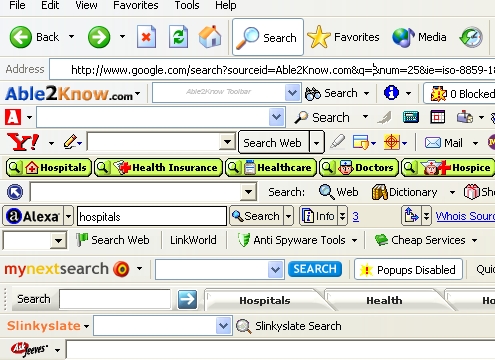 File Edit View Favorites Tools Help
Back Search Favorites Media
Address http://www.google.com/search?sourceid=Able2Know.com&q=&num=25&ie=iso-8859-1
Able2Know.com Able2Know Toolbar Search 0 Blocked
A Search
Y! Search Web Mail
Hospitals Health Insurance Healthcare Doctors Hospice
Search: Web Dictionary
a Alexa hospitals Search Info 3 Whois
Search Web LinkWorld Anti Spyware Tools Cheap Services
mynextsearch SEARCH Popups Disabled
Search Hospitals Health
Slinkyslate Slinkyslate Search
Ask Jeeves